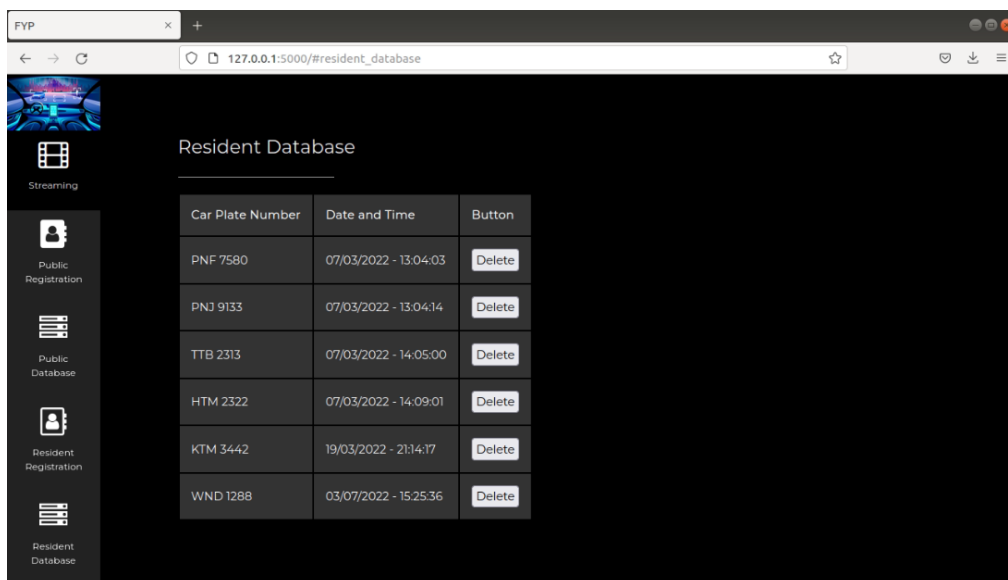 FYP
127.0.0.1:5000/#resident_database
Streaming
Public
Registration
Public
Database
Resident
Registration
Resident
Database
Resident Database
Car Plate Number Date and Time Button
PNF 7580 07/03/2022 - 13:04:03 Delete
PNJ 9133 07/03/2022 - 13:04:14 Delete
TTB 2313 07/03/2022 - 14:05:00 Delete
HTM 2322 07/03/2022 - 14:09:01 Delete
KTM 3442 19/03/2022 - 21:14:17 Delete
WND 1288 03/07/2022 - 15:25:36 Delete